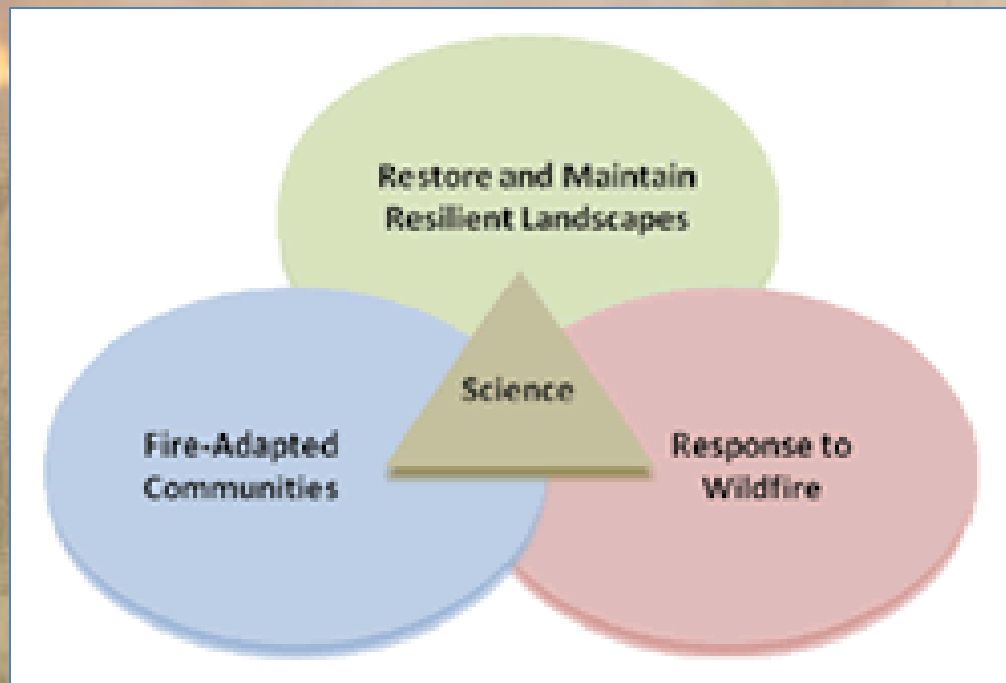 Restore and Maintain
Resilient Landscapes
Science
Fire-Adapted
Communities
Response to
Wildfire